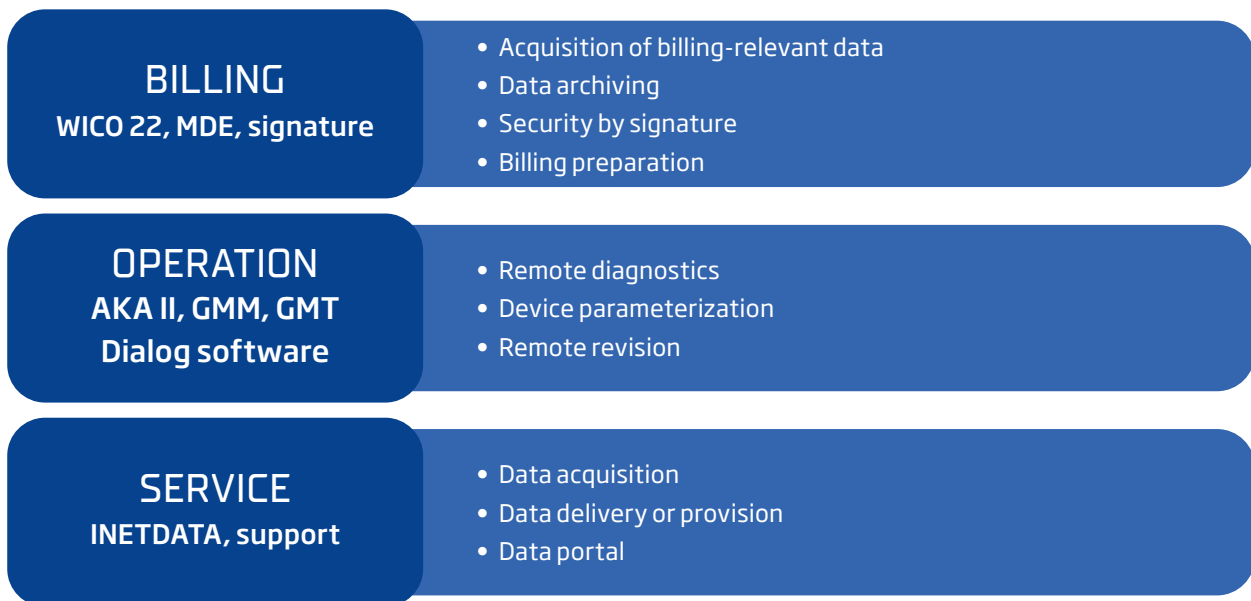 BILLING
WICO 22, MDE, signature
• Acquisition of billing-relevant data
• Data archiving
• Security by signature
• Billing preparation
OPERATION
AKA II, GMM, GMT
Dialog software
• Remote diagnostics
• Device parameterization
• Remote revision
SERVICE
INETDATA, support
• Data acquisition
• Data delivery or provision
• Data portal